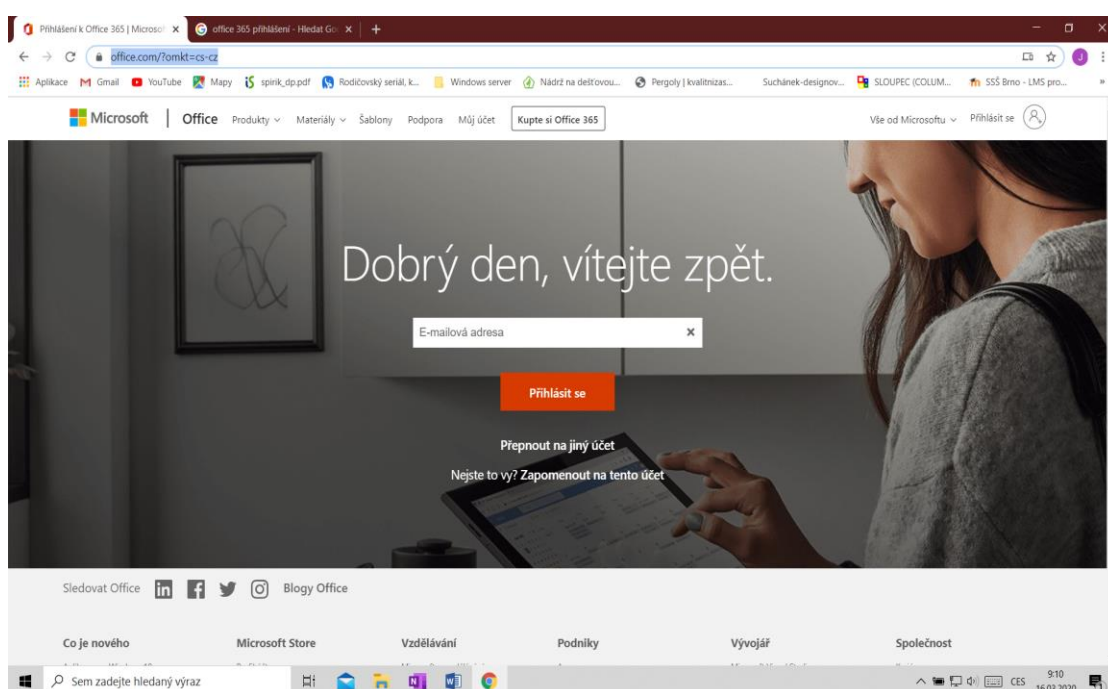 Přihlášení k Office 365 | Microsof
office 365 přihlášení - Hledat Goo
office.com/?omkt=cs-cz
Aplikace Gmail YouTube Mapy spirik_dp.pdf Rodičovský seriál, k... Windows server Nádrž na dešťovou... Pergoly | kvalitnizas... Suchánek-designov... SLOUPEC (COLUM... SSŠ Brno - LMS pro... »
Microsoft | Office Produkty Materiály Šablony Podpora Můj účet Kupte si Office 365 Vše od Microsoftu Přihlásit se
Dobrý den, vítejte zpět.
E-mailová adresa
Přihlásit se
Přepnout na jiný účet
Nejste to vy? Zapomenout na tento účet
Sledovat Office Blogy Office
Co je nového Microsoft Store Vzdělávání Podniky Vývojář Společnost
Sem zadejte hledaný výraz CES 9:10
16.03.2020